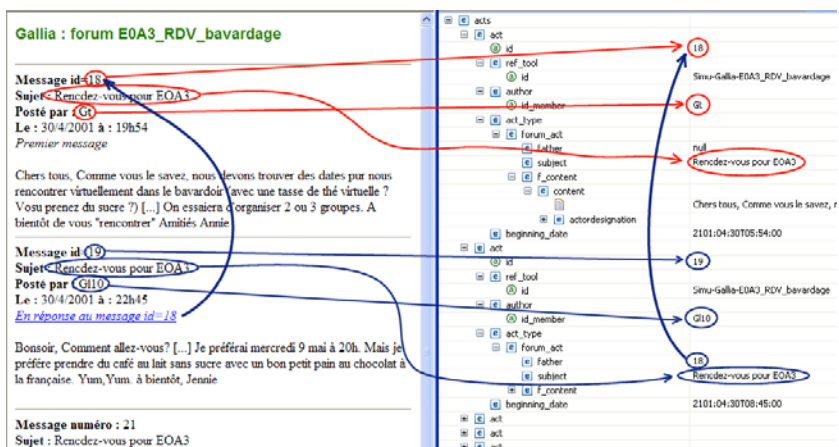 Gallia : forum E0A3_RDV_bavardage
Message id=18
Sujet : Rencdez-vous pour EOA3
Posté par : Gt
Le : 30/4/2001 à : 19h54
Premier message
Chers tous, Comme vous le savez, nous devons trouver des dates pur nous
rencontrer virtuellement dans le bavardoir (avec une tasse de thé virtuelle ?
Vosu prenez du sucre ?) [...] On essaiera d'organiser 2 ou 3 groupes. A
bientôt de vous "rencontrer" Amitiés Annie
Message id=19
Sujet : Rencdez-vous pour EOA3
Posté par : Gl10
Le : 30/4/2001 à : 22h45
En réponse au message id=18
Bonsoir, Comment allez-vous? [...] Je préférai mercredi 9 mai à 20h. Mais je
préfére prendre du café au lait sans sucre avec un bon petit pain au chocolat à
la française. Yum,Yum. à bientôt, Jennie
Message numéro : 21
Sujet : Rencdez-vous pour EOA3
acts
act
id 18
ref_tool
id Simu-Gallia-E0A3_RDV_bavardage
author
id_member Gt
act_type
forum_act
father null
subject Rencdez-vous pour EOA3
f_content
content
Chers tous, Comme vous le savez,
actordesignation
beginning_date 2101:04:30T05:54:00
act
id 19
ref_tool
id Simu-Gallia-E0A3_RDV_bavardage
author
id_member Gl10
act_type
forum_act
father 18
subject Rencdez-vous pour EOA3
f_content
beginning_date 2101:04:30T08:45:00
act
act
act